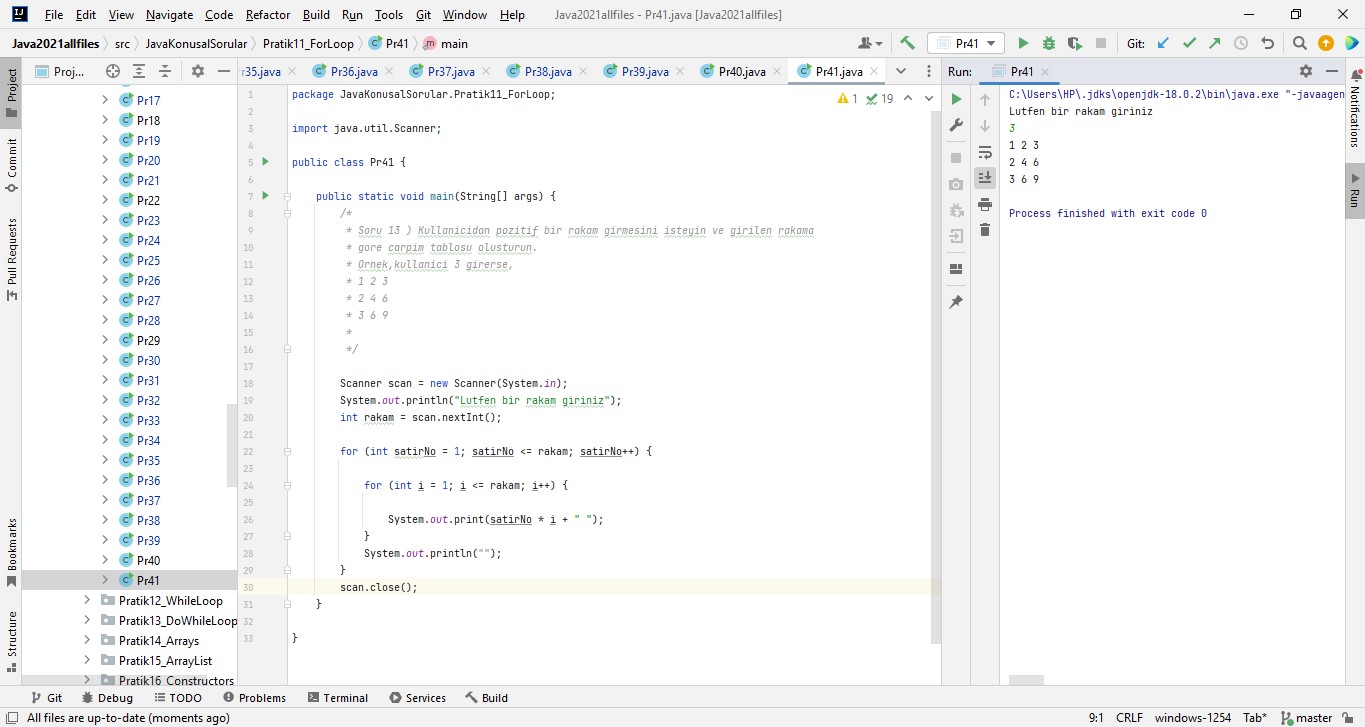 File Edit View Navigate Code Refactor Build Run Tools Git Window Help Java2021allfiles - Pr41.java [Java2021allfiles]
Java2021allfiles src JavaKonusalSorular Pratik11_ForLoop Pr41 main Pr41 Git:
Project
Commit
Pull Requests
Bookmarks
Structure
Proj...
Pr17
Pr18
Pr19
Pr20
Pr21
Pr22
Pr23
Pr24
Pr25
Pr26
Pr27
Pr28
Pr29
Pr30
Pr31
Pr32
Pr33
Pr34
Pr35
Pr36
Pr37
Pr38
Pr39
Pr40
Pr41
Pratik12_WhileLoop
Pratik13_DoWhileLoop
Pratik14_Arrays
Pratik15_ArrayList
Pratik16_Constructors
r35.java Pr36.java Pr37.java Pr38.java Pr39.java Pr40.java Pr41.java
1 19
1 package JavaKonusalSorular.Pratik11_ForLoop;
2
3 import java.util.Scanner;
4
5 public class Pr41 {
6
7 public static void main(String[] args) {
8 /*
9 * Soru 13 ) Kullanicidan pozitif bir rakam girmesini isteyin ve girilen rakama
10 * gore carpim tablosu olusturun.
11 * Ornek,kullanici 3 girerse,
12 * 1 2 3
13 * 2 4 6
14 * 3 6 9
15 *
16 */
17
18 Scanner scan = new Scanner(System.in);
19 System.out.println("Lutfen bir rakam giriniz");
20 int rakam = scan.nextInt();
21
22 for (int satirNo = 1; satirNo <= rakam; satirNo++) {
23
24 for (int i = 1; i <= rakam; i++) {
25
26 System.out.print(satirNo * i + " ");
27 }
28 System.out.println("");
29 }
30 scan.close();
31 }
32
33 }
Run: Pr41
C:\Users\HP\.jdks\openjdk-18.0.2\bin\java.exe "-javaagen
Lutfen bir rakam giriniz
3
1 2 3
2 4 6
3 6 9
Process finished with exit code 0
Notifications
Run
Git Debug TODO Problems Terminal Services Build
All files are up-to-date (moments ago) 9:1 CRLF windows-1254 Tab* master